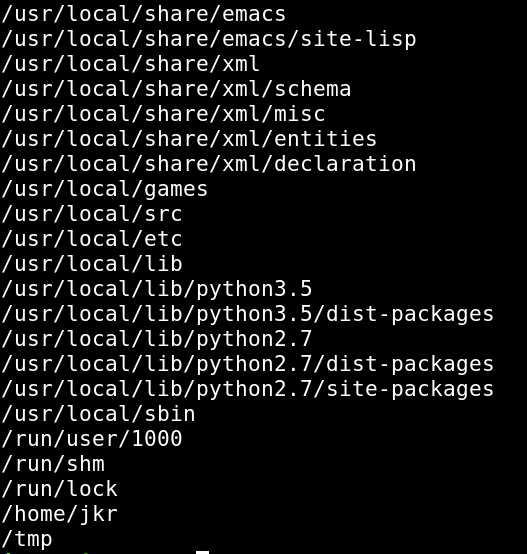 /usr/local/share/emacs
/usr/local/share/emacs/site-lisp
/usr/local/share/xml
/usr/local/share/xml/schema
/usr/local/share/xml/misc
/usr/local/share/xml/entities
/usr/local/share/xml/declaration
/usr/local/games
/usr/local/src
/usr/local/etc
/usr/local/lib
/usr/local/lib/python3.5
/usr/local/lib/python3.5/dist-packages
/usr/local/lib/python2.7
/usr/local/lib/python2.7/dist-packages
/usr/local/lib/python2.7/site-packages
/usr/local/sbin
/run/user/1000
/run/shm
/run/lock
/home/jkr
/tmp